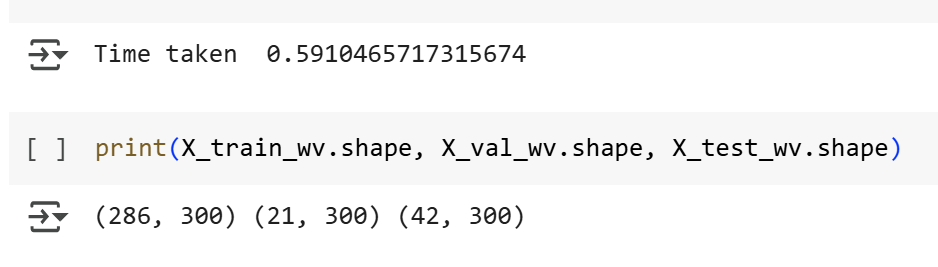 Time taken  0.5910465717315674
[ ] print(X_train_wv.shape, X_val_wv.shape, X_test_wv.shape)
(286, 300) (21, 300) (42, 300)